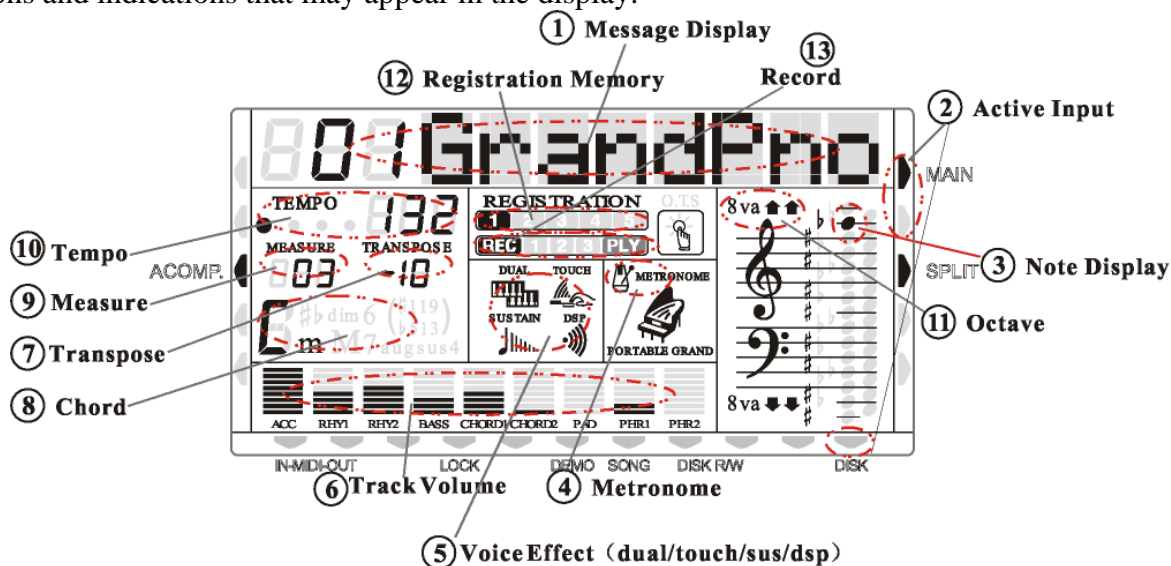 ons and indications that may appear in the display.
① Message Display
⑬ Record
⑫ Registration Memory
② Active Input
01GrandPno
MAIN
TEMPO 132
REGISTRATION
1 2 3 4 5
O.T.S
8va
REC 1 2 3 PLY
⑩ Tempo
MEASURE TRANSPOSE
03 -10
ACOMP.
DUAL TOUCH
METRONOME
SPLIT
③ Note Display
⑨ Measure
SUSTAIN DSP
⑪ Octave
C m
♯♭ dim 6 (♯119)
M7 aug sus4 (♭513)
⑦ Transpose
PORTABLE GRAND
⑧ Chord
8va
ACC RHY1 RHY2 BASS CHORD1 CHORD2 PAD PHR1 PHR2
IN-MIDI-OUT LOCK DEMO SONG DISK R/W DISK
⑥ Track Volume
④ Metronome
⑤ Voice Effect（dual/touch/sus/dsp）